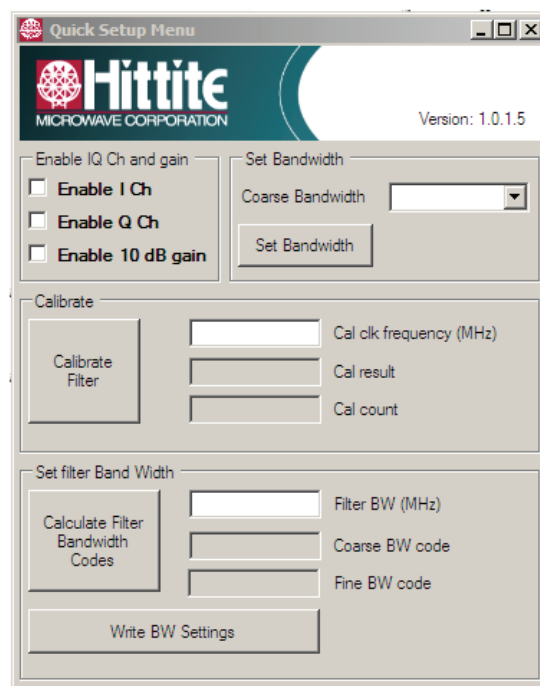 Quick Setup Menu
Hittite
MICROWAVE CORPORATION
Version: 1.0.1.5
Enable IQ Ch and gain
Set Bandwidth
Enable I Ch
Coarse Bandwidth
Enable Q Ch
Set Bandwidth
Enable 10 dB gain
Calibrate
Calibrate
Filter
Cal clk frequency (MHz)
Cal result
Cal count
Set filter Band Width
Calculate Filter
Bandwidth
Codes
Filter BW (MHz)
Coarse BW code
Fine BW code
Write BW Settings